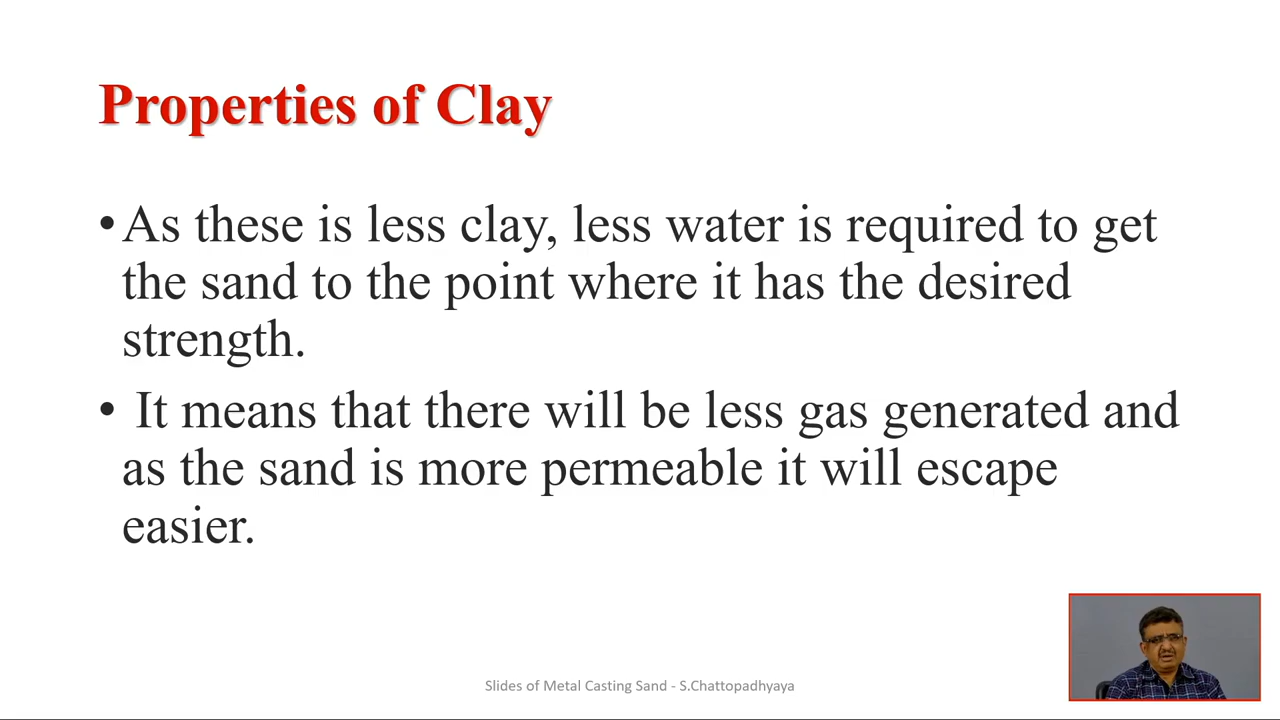 Properties of Clay
•As these is less clay, less water is required to get
the sand to the point where it has the desired
strength.
• It means that there will be less gas generated and
as the sand is more permeable it will escape
easier.
Slides of Metal Casting Sand - S.Chattopadhyaya